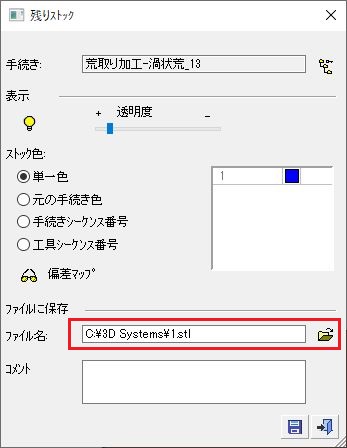 残りストック
手続き: 荒取り加工-渦状荒_13
表示
+ 透明度 -
ストック色:
単一色
元の手続き色
手続きシーケンス番号
工具シーケンス番号
1
偏差マップ
ファイルに保存
ファイル名: C:¥3D Systems¥1.stl
コメント